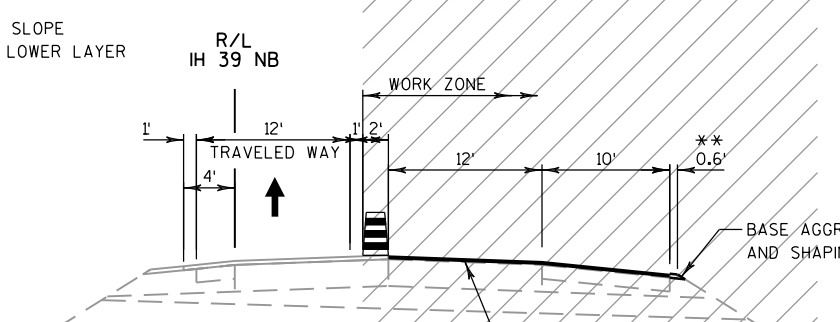 SLOPE
LOWER LAYER
R/L
IH 39 NB
WORK ZONE
1'
12'
1'
2'
TRAVELED WAY
4'
12'
10'
**
0.6'
BASE AGGR
AND SHAPIN